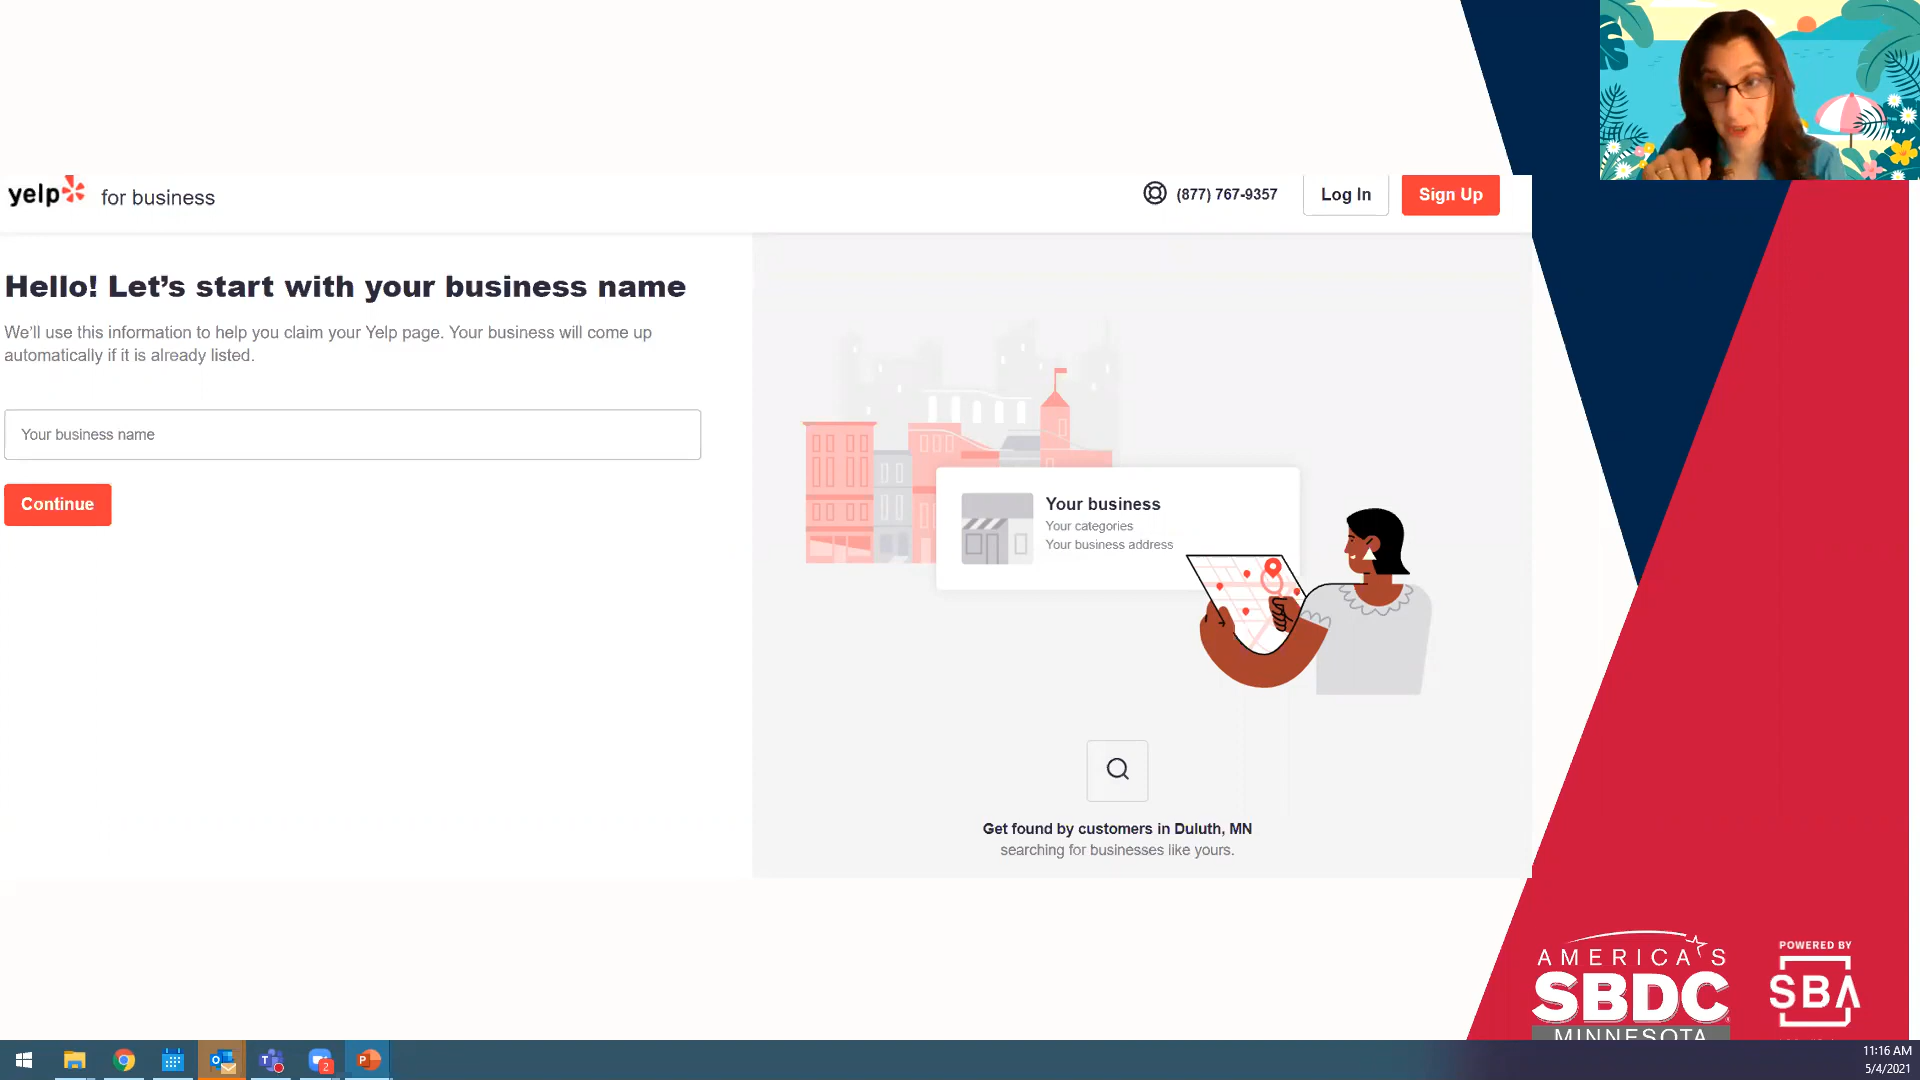 yelp for business
(877) 767-9357
Log In
Sign Up
Hello! Let's start with your business name
We'll use this information to help you claim your Yelp page. Your business will come up
automatically if it is already listed.
Your business name
Continue
Your business
Your categories
Your business address
Get found by customers in Duluth, MN
searching for businesses like yours.
AMERICA'S
SBDC
MINNESOTA
POWERED BY
SBA
2
11:16 AM
5/4/2021